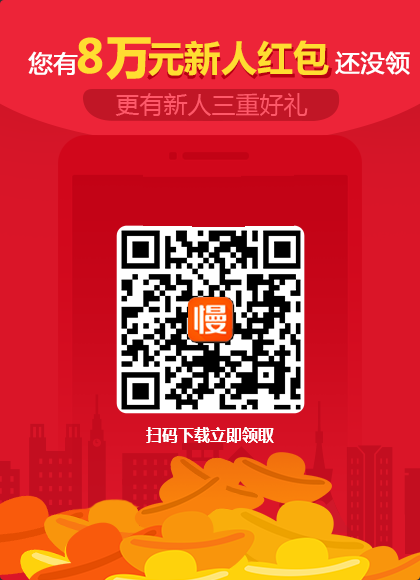 您有8万元新人红包还没领
更有新人三重好礼
慢
扫码下载立即领取